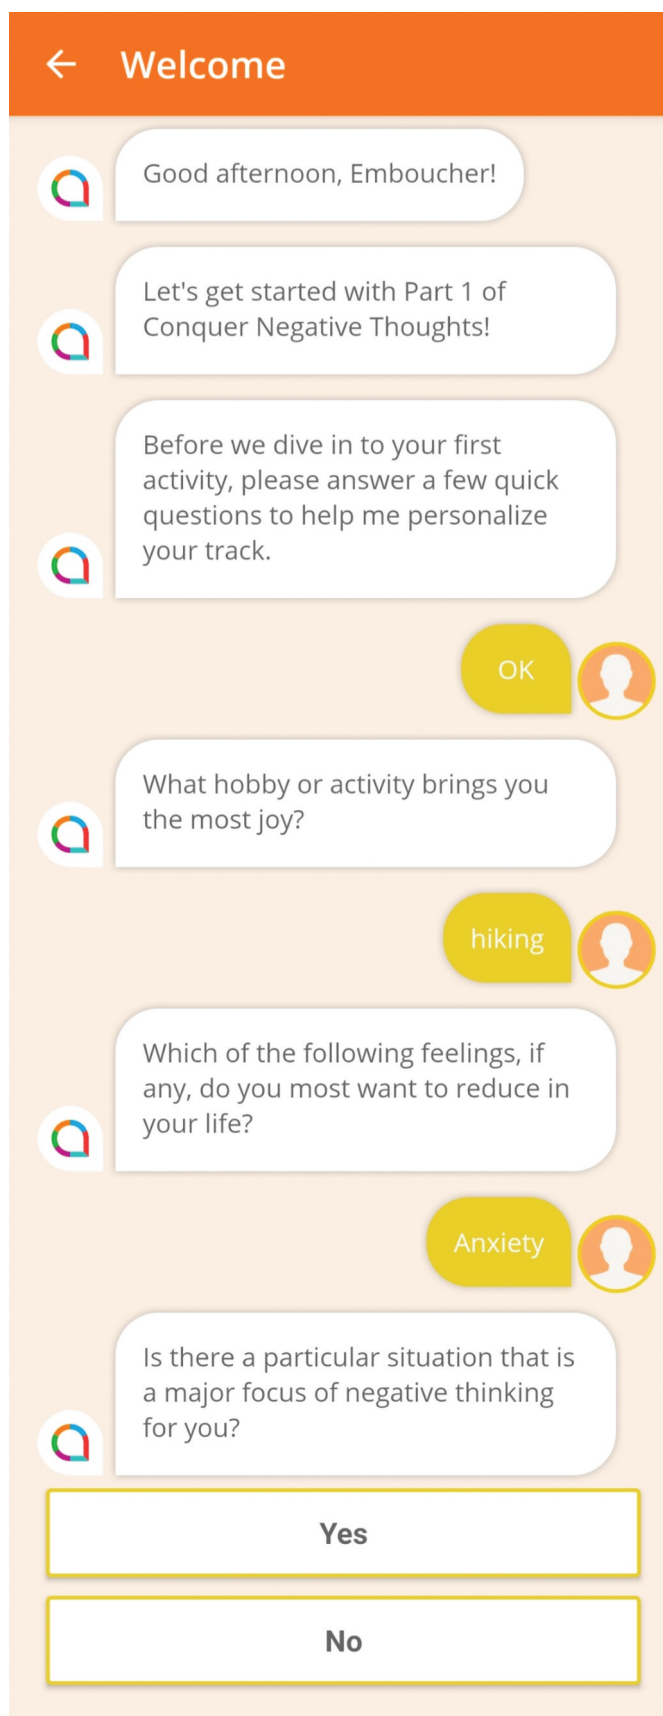 Welcome
Good afternoon, Emboucher!
Let's get started with Part 1 of
Conquer Negative Thoughts!
Before we dive in to your first
activity, please answer a few quick
questions to help me personalize
your track.
OK
What hobby or activity brings you
the most joy?
hiking
Which of the following feelings, if
any, do you most want to reduce in
your life?
Anxiety
Is there a particular situation that is
a major focus of negative thinking
for you?
Yes
No